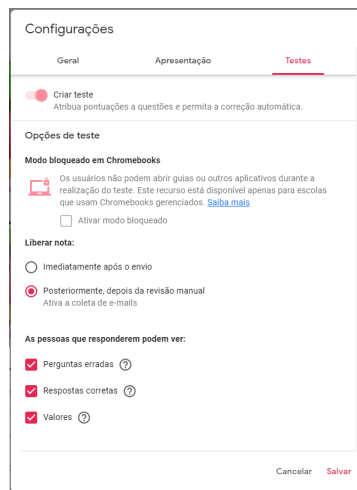 Configurações
Geral Apresentação Testes
Criar teste
Atribua pontuações a questões e permita a correção automática.
Opções de teste
Modo bloqueado em Chromebooks
Os usuários não podem abrir guias ou outros aplicativos durante a
realização do teste. Este recurso está disponível apenas para escolas
que usam Chromebooks gerenciados. Saiba mais
Ativar modo bloqueado
Liberar nota:
Imediatamente após o envio
Posteriormente, depois da revisão manual
Ativa a coleta de e-mails
As pessoas que responderem podem ver:
Perguntas erradas ?
Respostas corretas ?
Valores ?
Cancelar Salvar